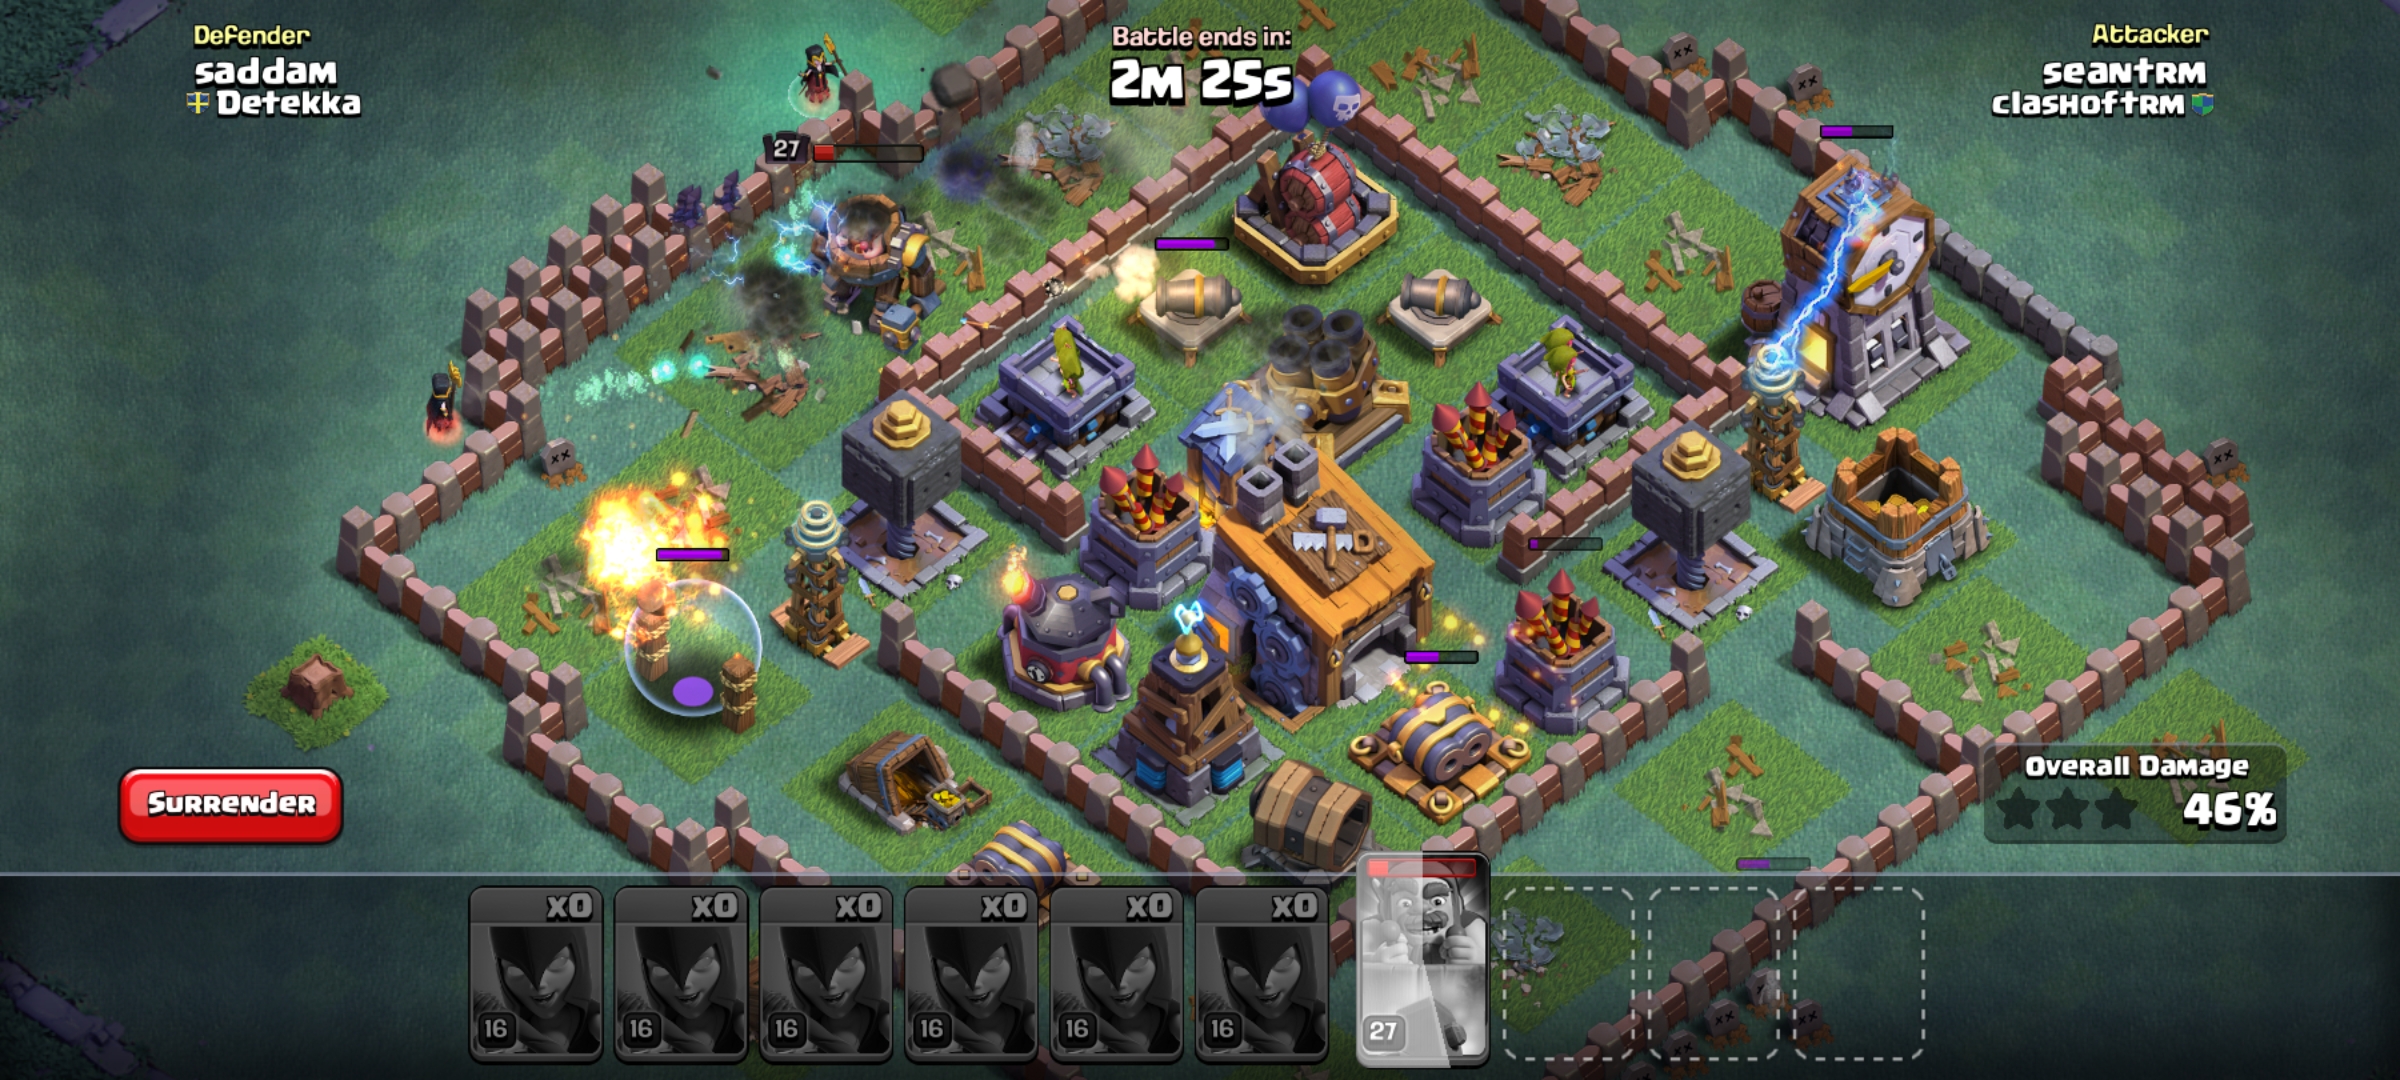 Defender
saddam
Detekka
Battle ends in:
2m 25s
Attacker
seantrm
clashoftrm
27
Surrender
Overall Damage
46%
x0
x0
x0
x0
x0
x0
16
16
16
16
16
16
27